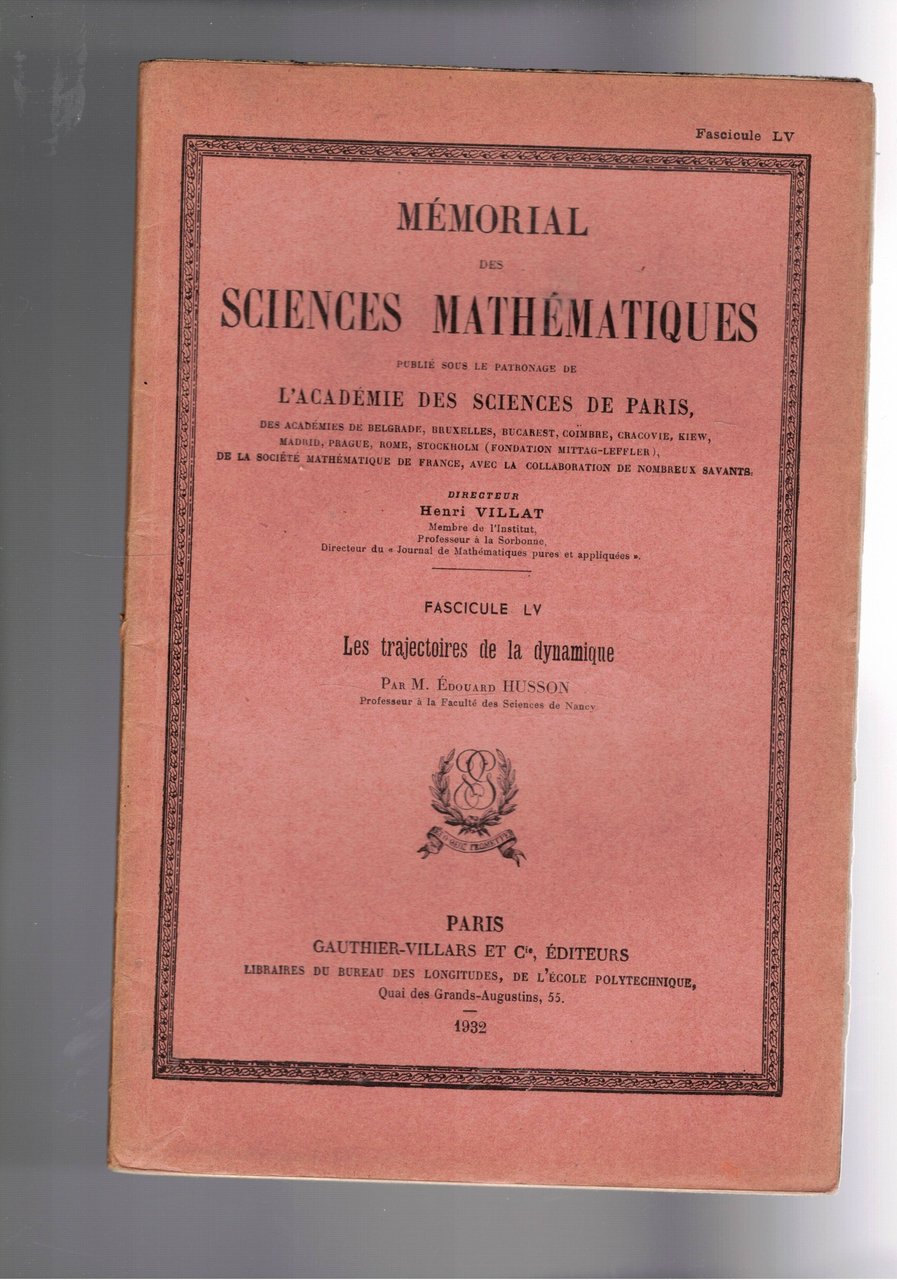 Fascicule LV
MÉMORIAL
DES
SCIENCES MATHÉMATIQUES
PUBLIÉ SOUS LE PATRONAGE DE
L'ACADÉMIE DES SCIENCES DE PARIS,
DES ACADÉMIES DE BELGRADE, BRUXELLES, BUCAREST, COÏMBRE, CRACOVIE, KIEW,
MADRID, PRAGUE, ROME, STOCKHOLM (FONDATION MITTAG-LEFFLER),
DE LA SOCIÉTÉ MATHÉMATIQUE DE FRANCE, AVEC LA COLLABORATION DE NOMBREUX SAVANTS.
DIRECTEUR
Henri VILLAT
Membre de l'Institut,
Professeur à la Sorbonne,
Directeur du « Journal de Mathématiques pures et appliquées ».
FASCICULE LV
Les trajectoires de la dynamique
PAR M. ÉDOUARD HUSSON
Professeur à la Faculté des Sciences de Nancy
PROMETTE
PARIS
GAUTHIER-VILLARS ET Cie, ÉDITEURS
LIBRAIRES DU BUREAU DES LONGITUDES, DE L'ÉCOLE POLYTECHNIQUE,
Quai des Grands-Augustins, 55.
1932